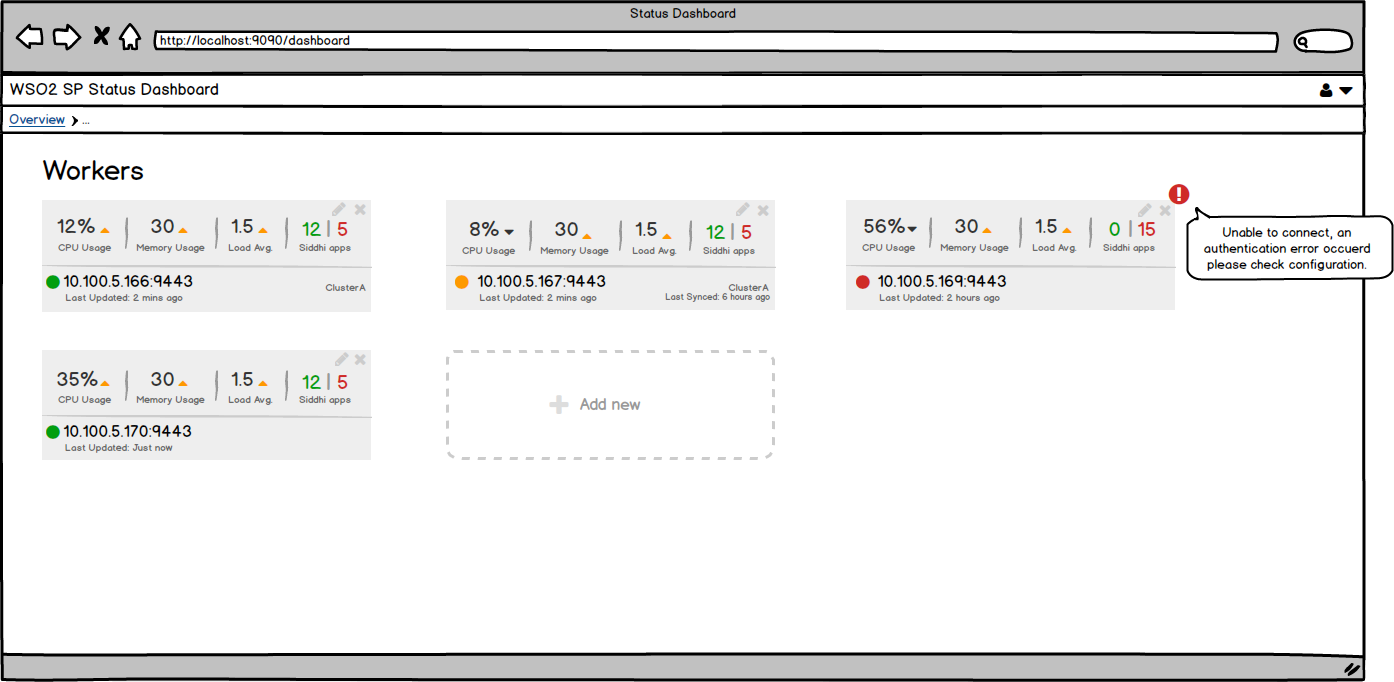 Status Dashboard
http://localhost:9090/dashboard
WSO2 SP Status Dashboard
Overview ...
Workers
12% 30 1.5 12 | 5
CPU Usage Memory Usage Load Avg. Siddhi apps
10.100.5.166:9443
Last Updated: 2 mins ago
ClusterA
8% 30 1.5 12 | 5
CPU Usage Memory Usage Load Avg. Siddhi apps
10.100.5.167:9443
Last Updated: 2 mins ago
ClusterA
Last Synced: 6 hours ago
56% 30 1.5 0 | 15
CPU Usage Memory Usage Load Avg. Siddhi apps
10.100.5.169:9443
Last Updated: 2 hours ago
Unable to connect, an
authentication error occuerd
please check configuration.
35% 30 1.5 12 | 5
CPU Usage Memory Usage Load Avg. Siddhi apps
10.100.5.170:9443
Last Updated: Just now
Add new